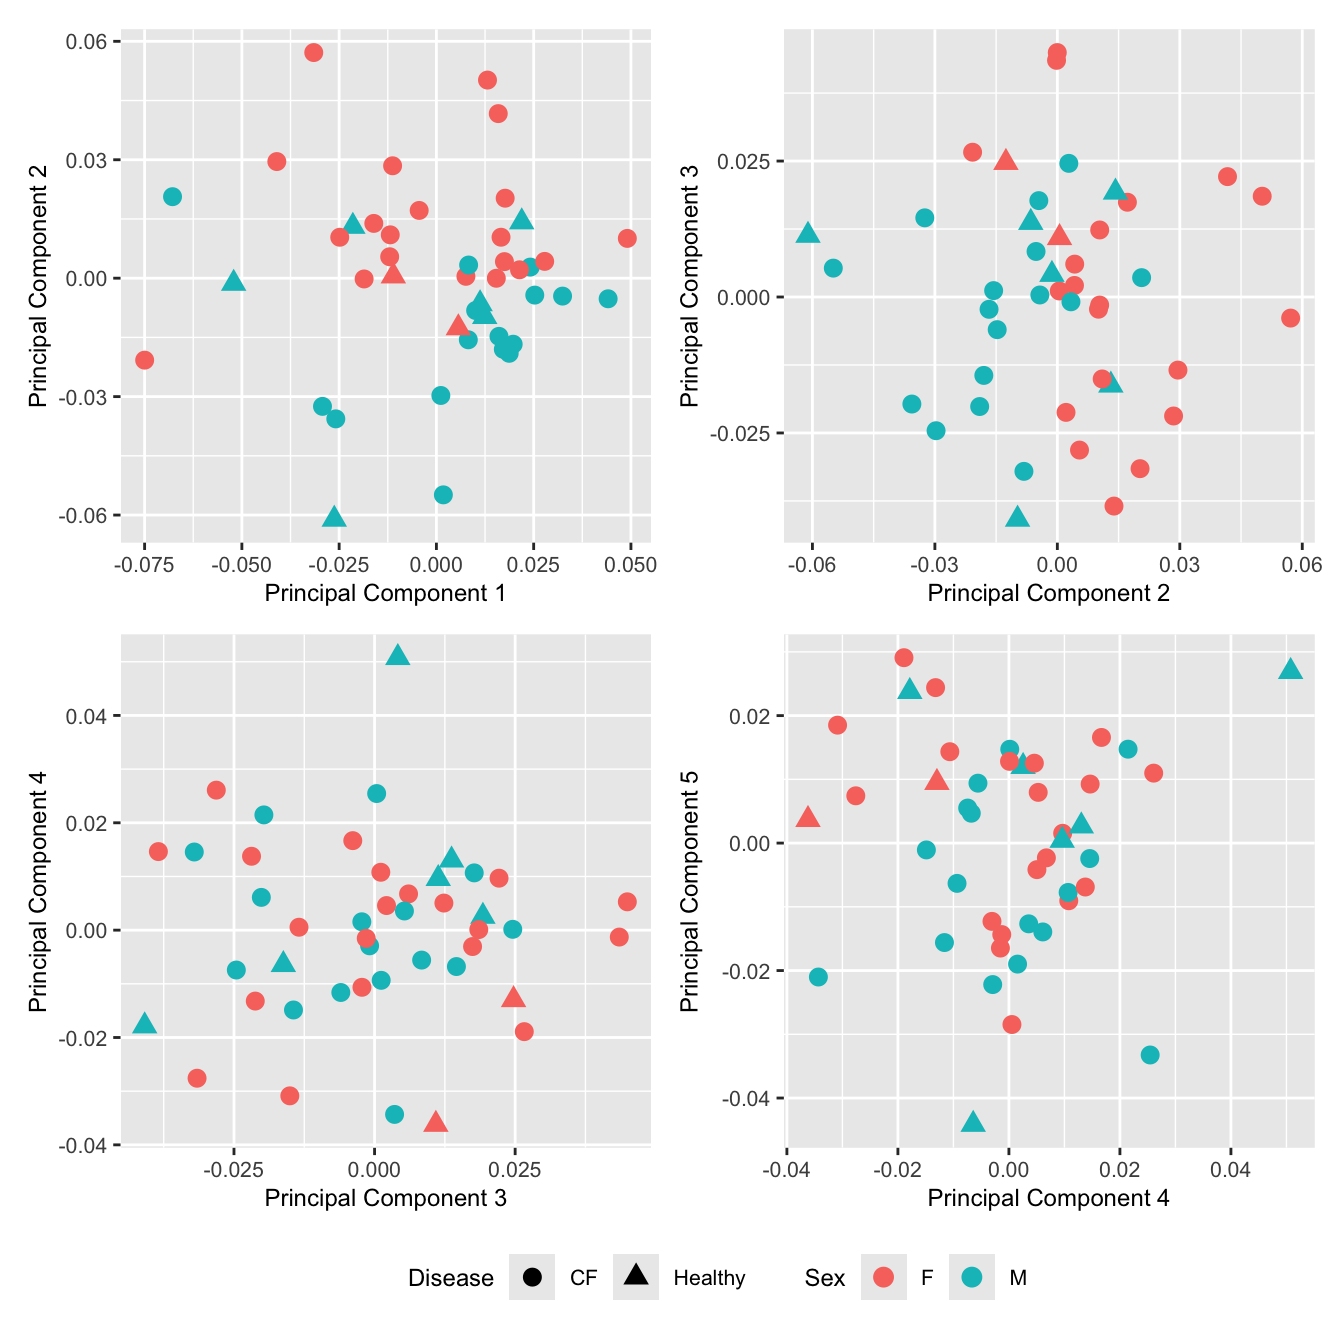 0.06
0.03
0.00
-0.03
-0.06
Principal Component 2
-0.075 -0.050 -0.025 0.000 0.025 0.050
Principal Component 1
0.025
0.000
-0.025
Principal Component 3
-0.06 -0.03 0.00 0.03 0.06
Principal Component 2
0.04
0.02
0.00
-0.02
-0.04
Principal Component 4
-0.025 0.000 0.025
Principal Component 3
0.02
0.00
-0.02
-0.04
Principal Component 5
-0.04 -0.02 0.00 0.02 0.04
Principal Component 4
Disease CF Healthy Sex F M